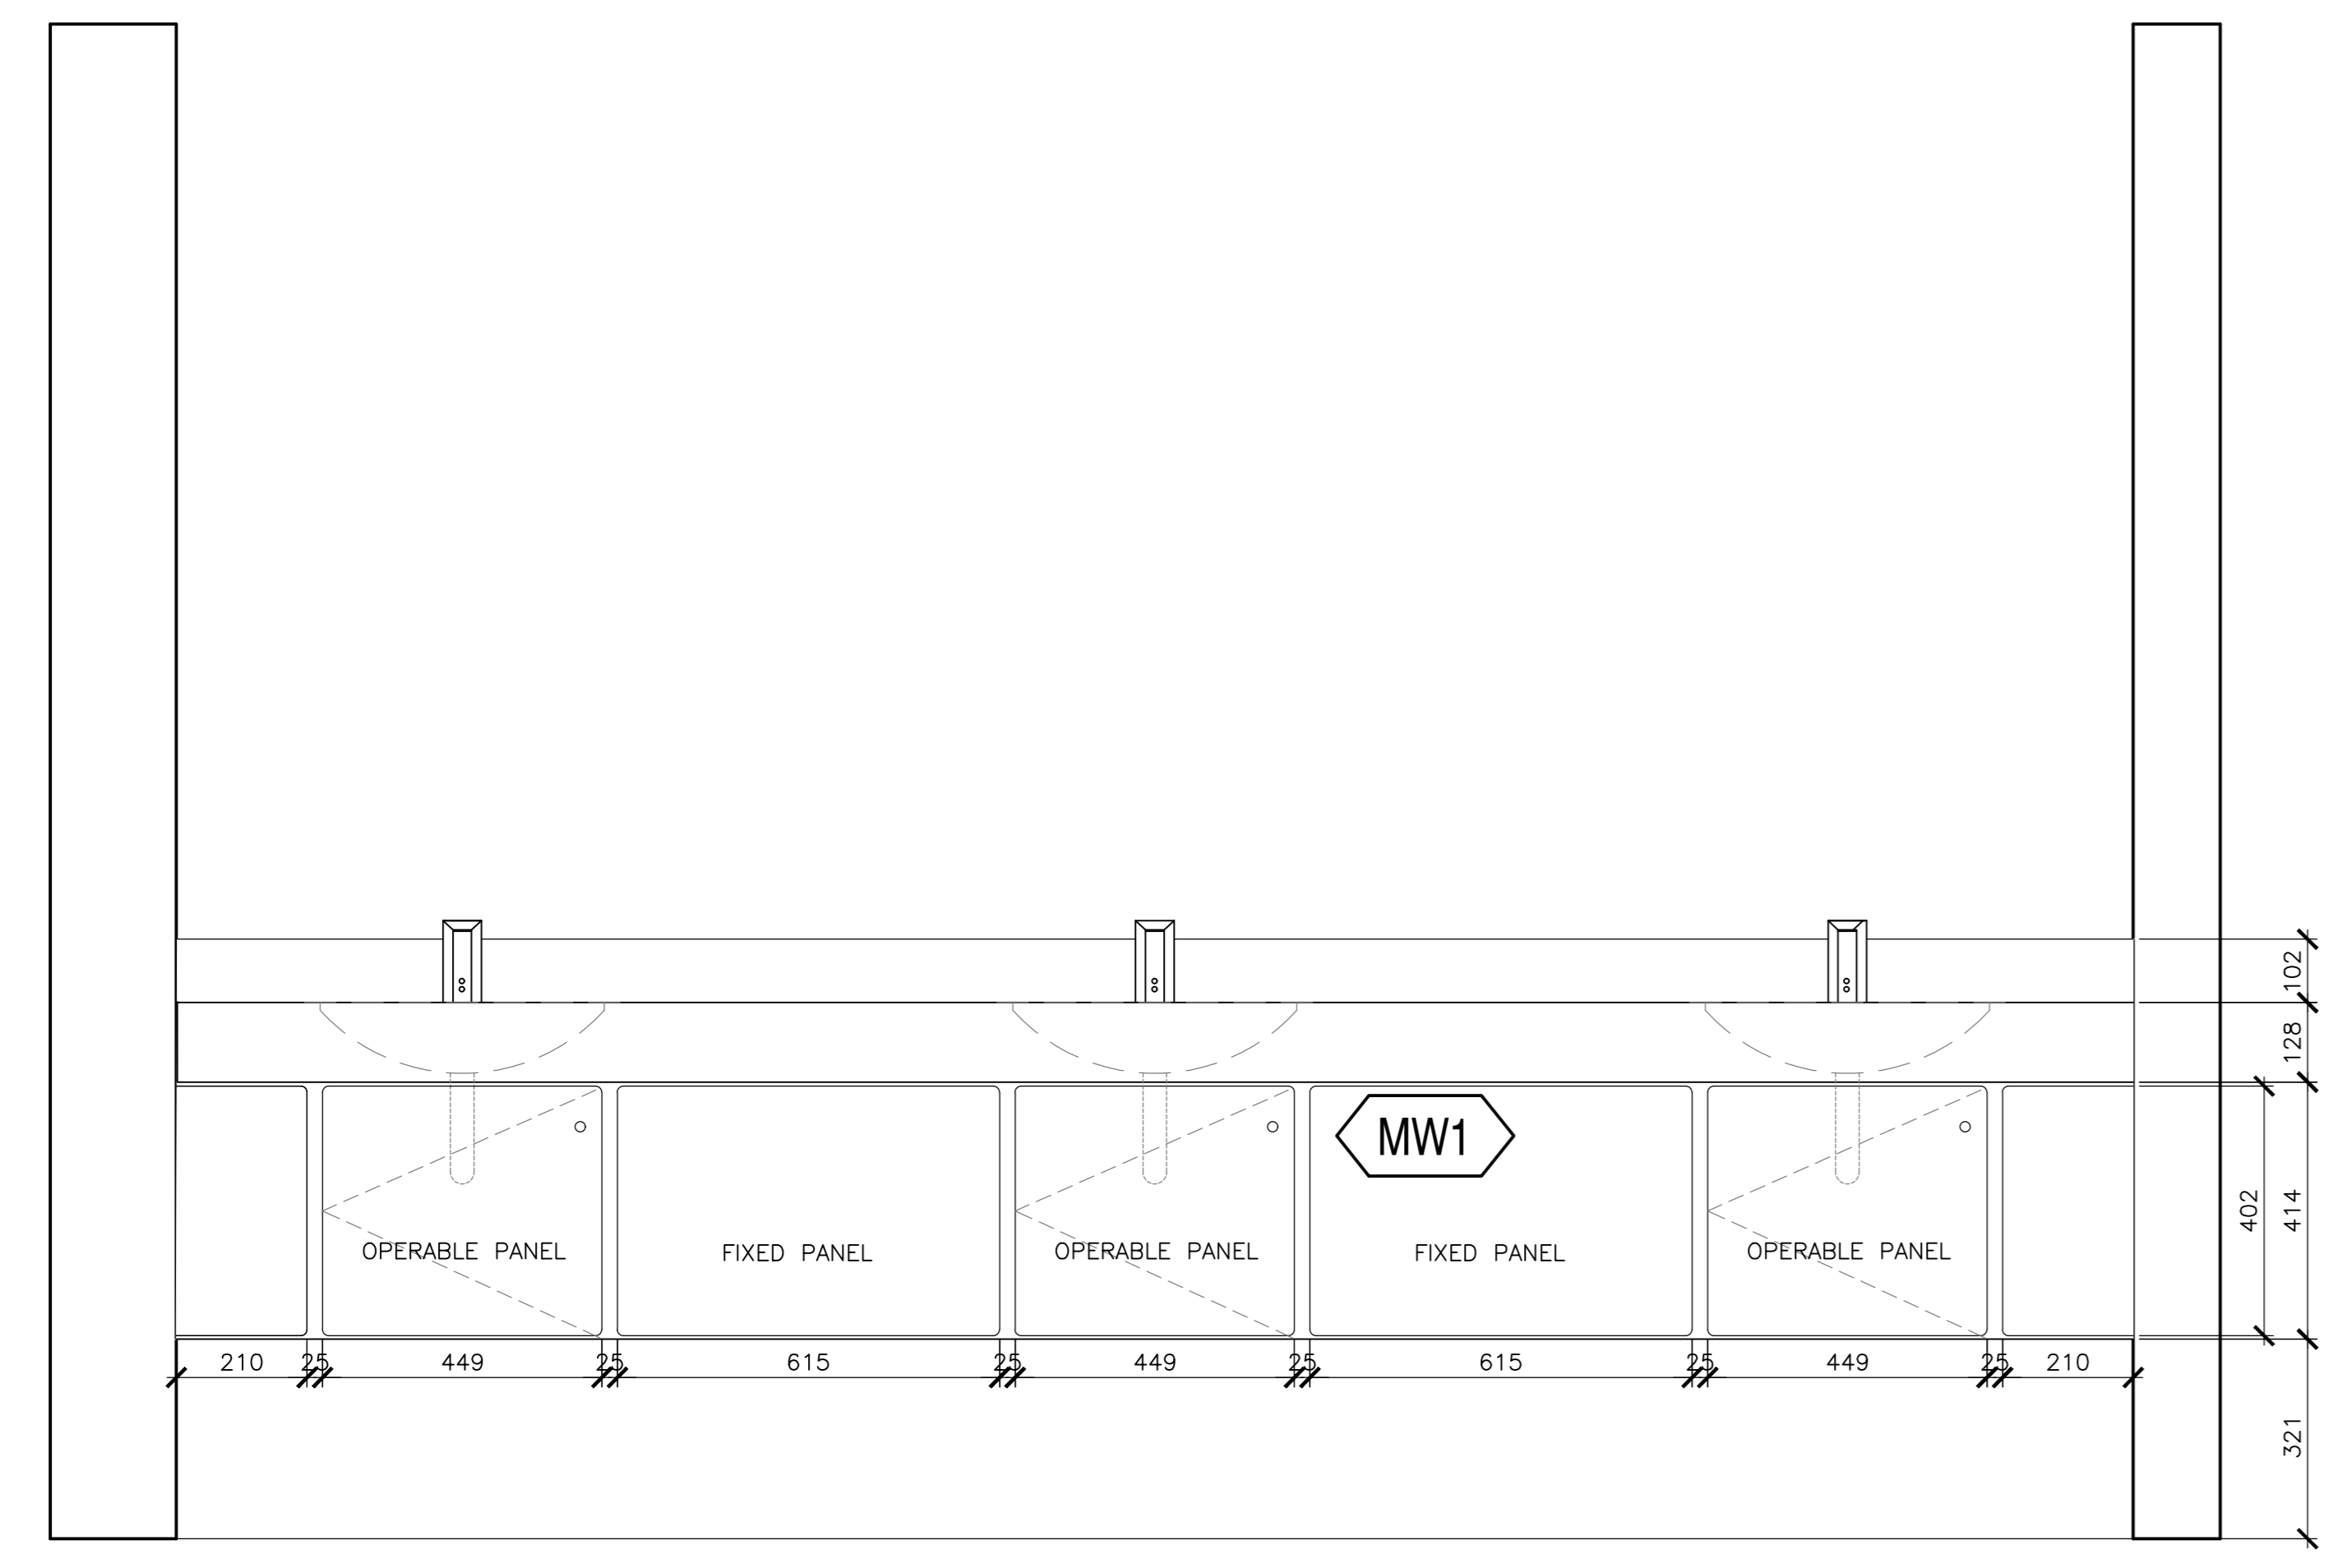 102
128
MW1
402
414
OPERABLE PANEL
FIXED PANEL
OPERABLE PANEL
FIXED PANEL
OPERABLE PANEL
210 25 449 25 615 25 449 25 615 25 449 25 210
321